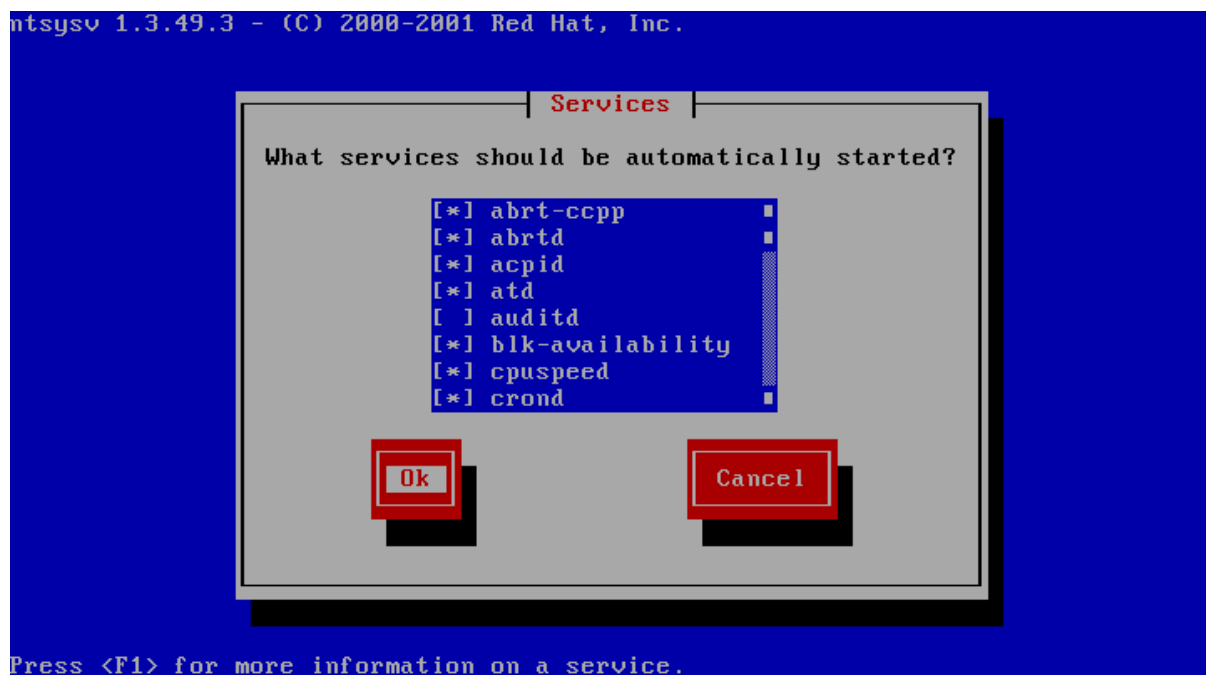 ntsysv 1.3.49.3 - (C) 2000-2001 Red Hat, Inc.
Services
What services should be automatically started?
[*] abrt-ccpp
[*] abrtd
[*] acpid
[*] atd
[ ] auditd
[*] blk-availability
[*] cpuspeed
[*] crond
Ok Cancel
Press <F1> for more information on a service.